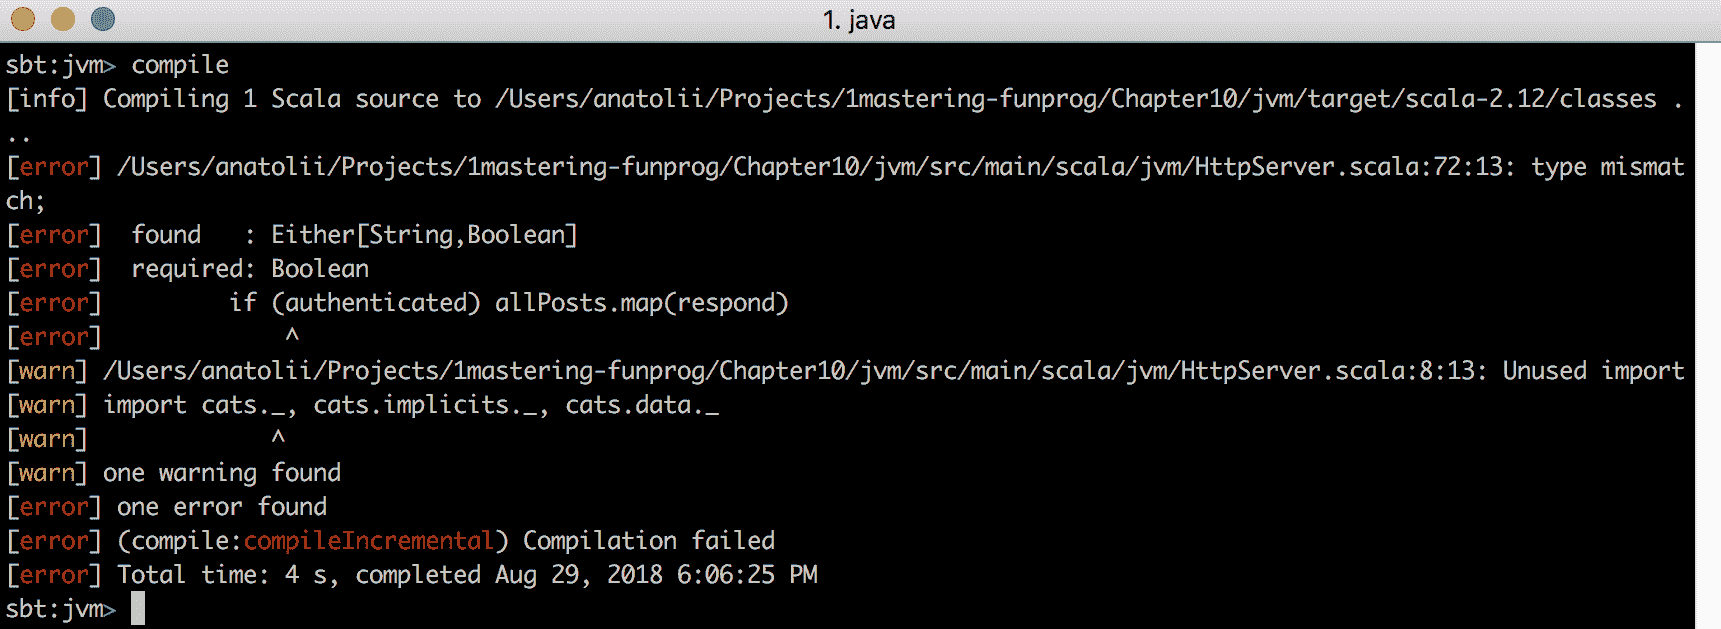 1. java
sbt:jvm> compile
[info] Compiling 1 Scala source to /Users/anatolii/Projects/1mastering-funprog/Chapter10/jvm/target/scala-2.12/classes .
..
[error] /Users/anatolii/Projects/1mastering-funprog/Chapter10/jvm/src/main/scala/jvm/HttpServer.scala:72:13: type mismat
ch;
[error]  found   : Either[String,Boolean]
[error]  required: Boolean
[error]         if (authenticated) allPosts.map(respond)
[error]             ^
[warn] /Users/anatolii/Projects/1mastering-funprog/Chapter10/jvm/src/main/scala/jvm/HttpServer.scala:8:13: Unused import
[warn] import cats._, cats.implicits._, cats.data._
[warn]             ^
[warn] one warning found
[error] one error found
[error] (compile:compileIncremental) Compilation failed
[error] Total time: 4 s, completed Aug 29, 2018 6:06:25 PM
sbt:jvm>